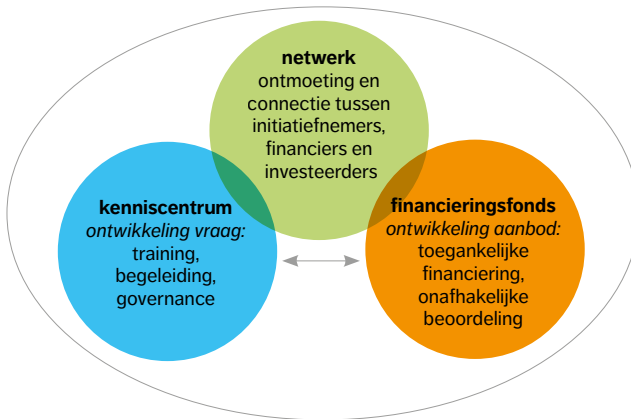 netwerk
ontmoeting en
connectie tussen
initiatiefnemers,
financiers en
investeerders
kenniscentrum
ontwikkeling vraag:
training,
begeleiding,
governance
financieringsfonds
ontwikkeling aanbod:
toegankelijke
financiering,
onafhakelijke
beoordeling